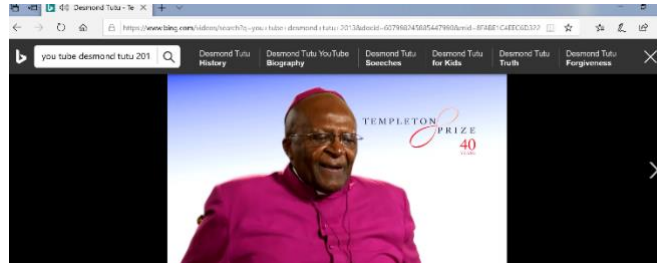 Desmond Tutu - Te
you tube desmond tutu 201
Desmond Tutu History
Desmond Tutu YouTube Biography
Desmond Tutu Speeches
Desmond Tutu for Kids
Desmond Tutu Truth
Desmond Tutu Forgiveness
TEMPLETON
PRIZE
40
YEARS